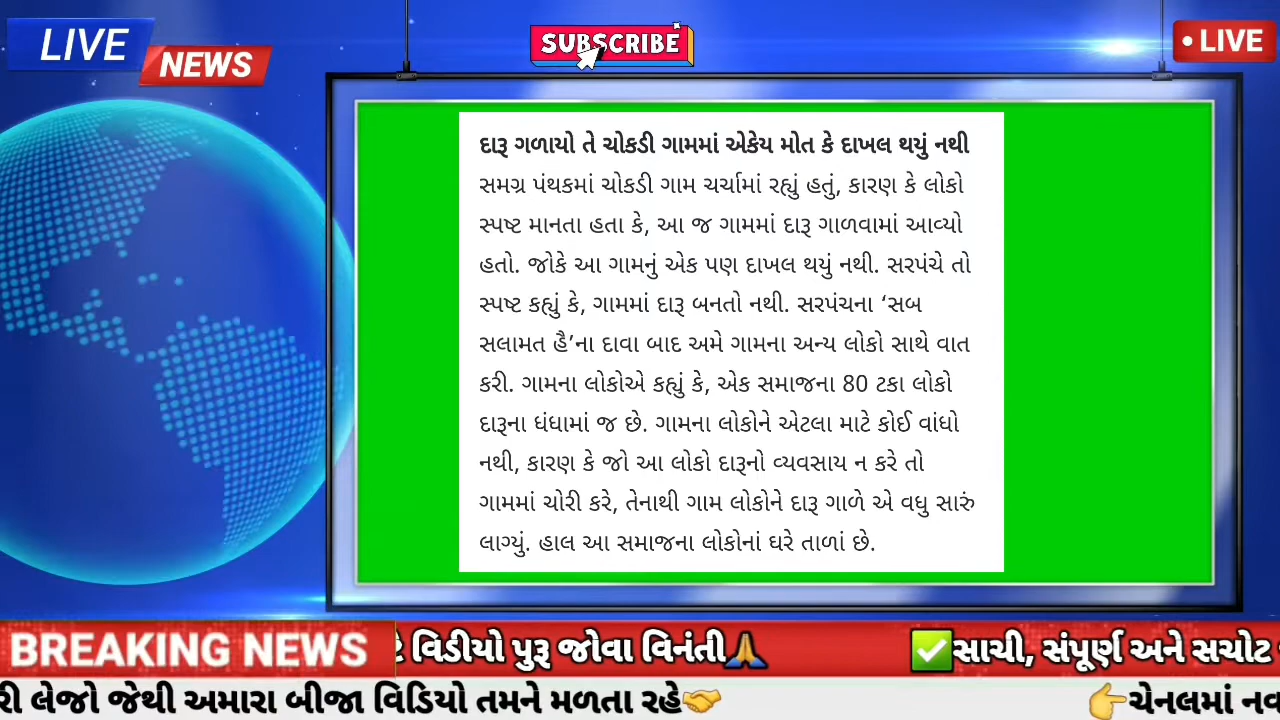 LIVE
NEWS
SUBSCRIBE
LIVE
દારૂ ગળાયો તે ચોકડી ગામમાં એકેય મોત કે દાખલ થયું નથી
સમગ્ર પંથકમાં ચોકડી ગામ ચર્ચામાં રહ્યું હતું, કારણ કે લોકો
સ્પષ્ટ માનતા હતા કે, આ જ ગામમાં દારૂ ગાળવામાં આવ્યો
હતો. જોકે આ ગામનું એક પણ દાખલ થયું નથી. સરપંચે તો
સ્પષ્ટ કહ્યું કે, ગામમાં દારૂ બનતો નથી. સરપંચના ‘સબ
સલામત હૈ’ના દાવા બાદ અમે ગામના અન્ય લોકો સાથે વાત
કરી. ગામના લોકોએ કહ્યું કે, એક સમાજના 80 ટકા લોકો
દારૂના ધંધામાં જ છે. ગામના લોકોને એટલા માટે કોઈ વાંધો
નથી, કારણ કે જો આ લોકો દારૂનો વ્યવસાય ન કરે તો
ગામમાં ચોરી કરે, તેનાથી ગામ લોકોને દારૂ ગાળે એ વધુ સારું
લાગ્યું. હાલ આ સમાજના લોકોનાં ઘરે તાળાં છે.
BREAKING NEWS
વિડીયો પુરૂ જોવા વિનંતી🙏 ✅સાચી, સંપૂર્ણ અને સચોટ
લેજો જેથી અમારા બીજા વિડિયો તમને મળતા રહે🤝 👉ચેનલમાં